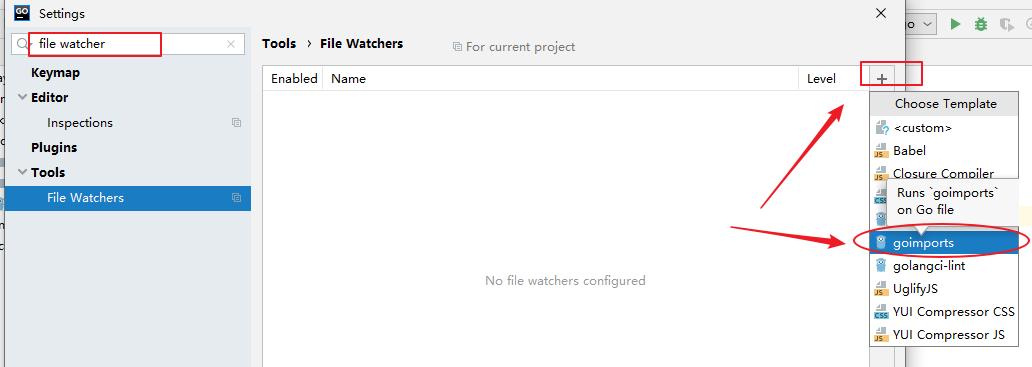 GO Settings
file watcher
Keymap
Editor
Inspections
Plugins
Tools
File Watchers
Tools › File Watchers For current project
Enabled Name Level
No file watchers configured
Choose Template
<custom>
Babel
Closure Compiler
Runs `goimports`
on Go file
goimports
golangci-lint
UglifyJS
YUI Compressor CSS
YUI Compressor JS